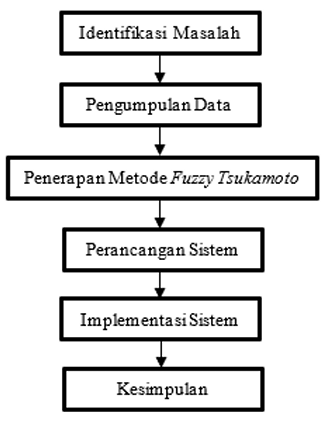 Identifikasi Masalah
Pengumpulan Data
Penerapan Metode Fuzzy Tsukamoto
Perancangan Sistem
Implementasi Sistem
Kesimpulan